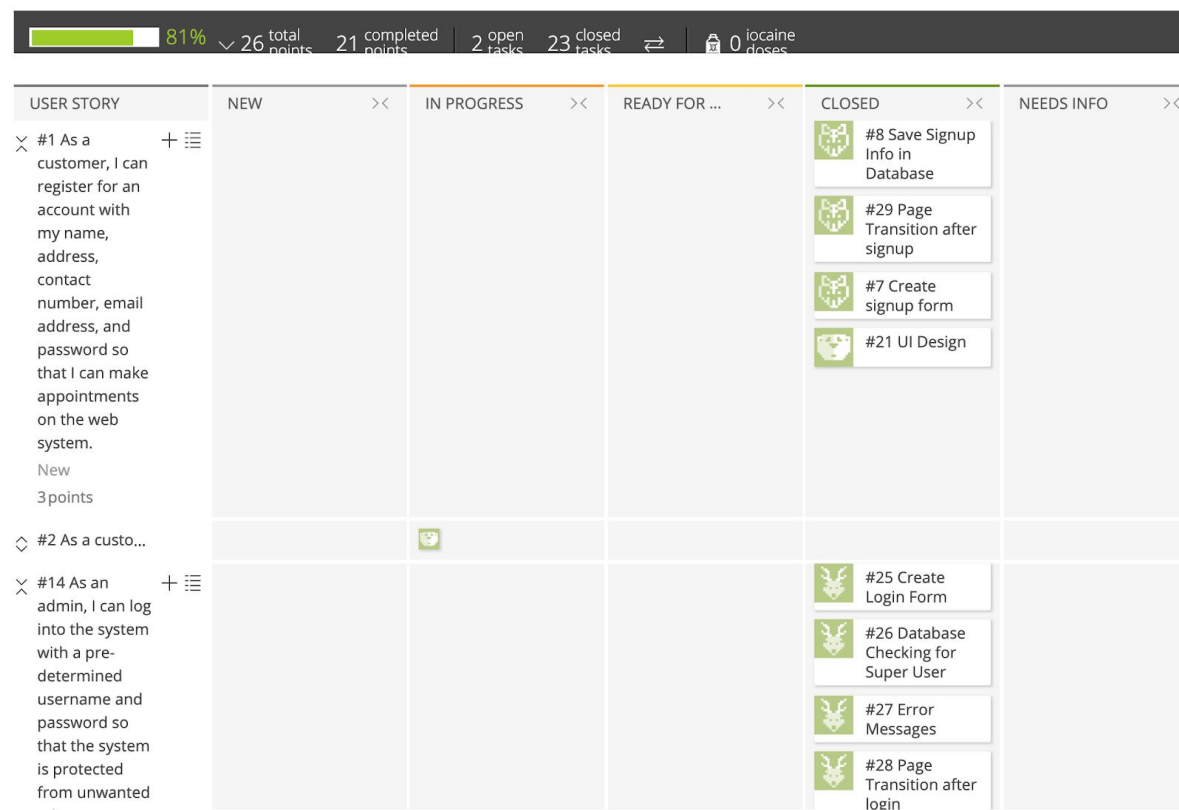 81%
26 total points
21 completed points
2 open tasks
23 closed tasks
0 iocaine doses
USER STORY
NEW
IN PROGRESS
READY FOR ...
CLOSED
NEEDS INFO
#1 As a
customer, I can
register for an
account with
my name,
address,
contact
number, email
address, and
password so
that I can make
appointments
on the web
system.
New
3 points
#8 Save Signup
Info in
Database
#29 Page
Transition after
signup
#7 Create
signup form
#21 UI Design
#2 As a custo...
#14 As an
admin, I can log
into the system
with a pre-
determined
username and
password so
that the system
is protected
from unwanted
#25 Create
Login Form
#26 Database
Checking for
Super User
#27 Error
Messages
#28 Page
Transition after
login